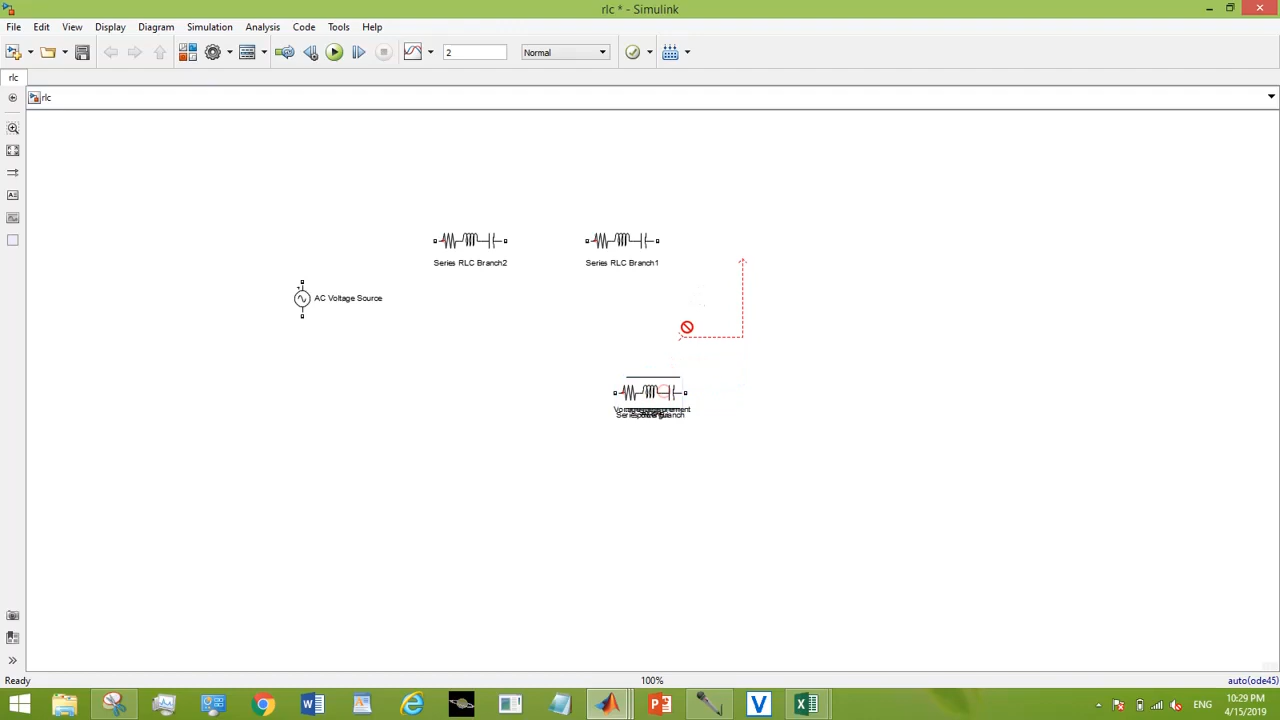 rlc * - Simulink
File Edit View Display Diagram Simulation Analysis Code Tools Help
2 Normal
rlc
rlc
Series RLC Branch2 Series RLC Branch1
AC Voltage Source
Ready 100% auto(ode45)
ENG 10:29 PM
4/15/2019